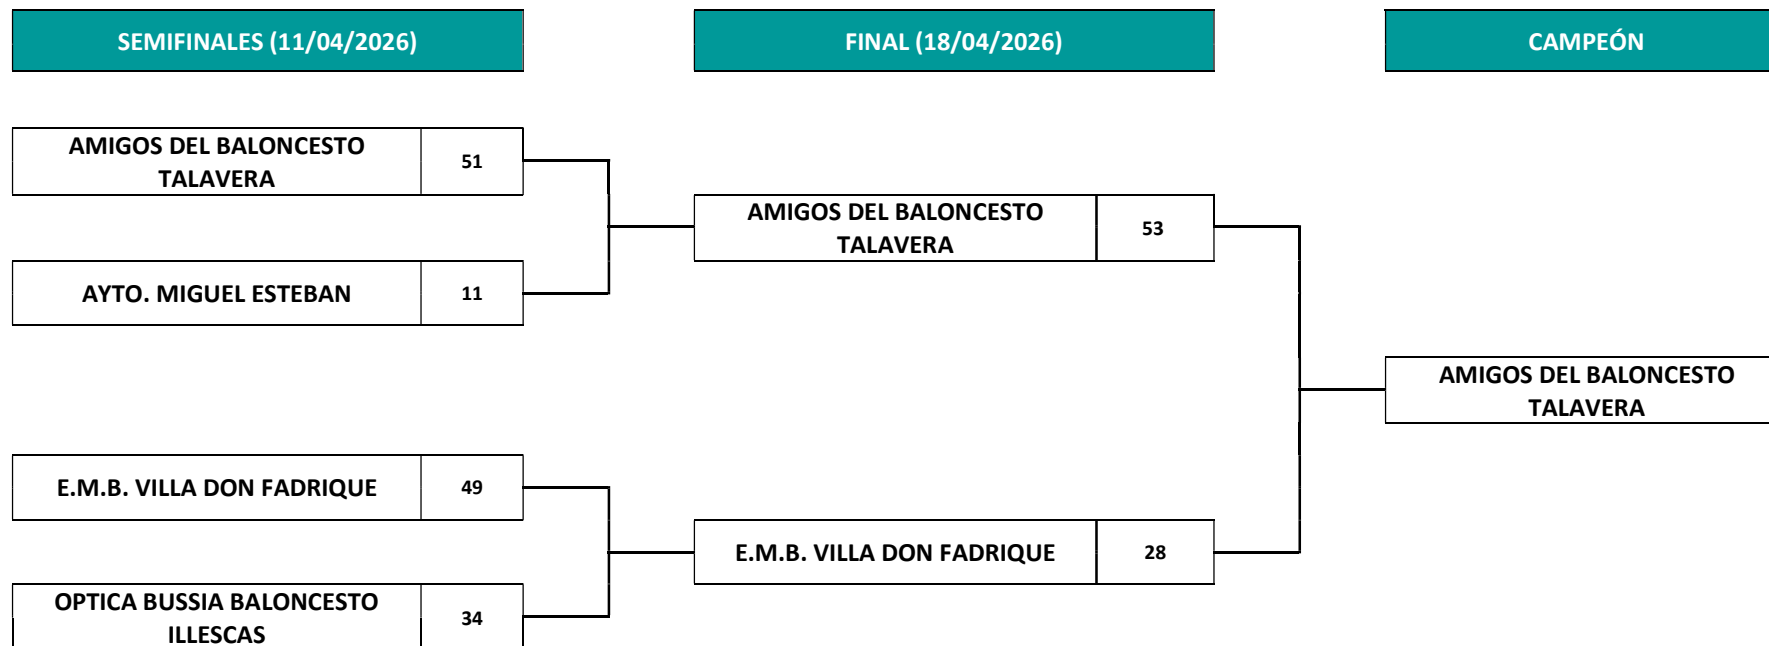 SEMIFINALES (11/04/2026)
FINAL (18/04/2026)
CAMPEÓN
AMIGOS DEL BALONCESTO
TALAVERA
51
AYTO. MIGUEL ESTEBAN
11
E.M.B. VILLA DON FADRIQUE
49
OPTICA BUSSIA BALONCESTO
ILLESCAS
34
AMIGOS DEL BALONCESTO
TALAVERA
53
E.M.B. VILLA DON FADRIQUE
28
AMIGOS DEL BALONCESTO
TALAVERA